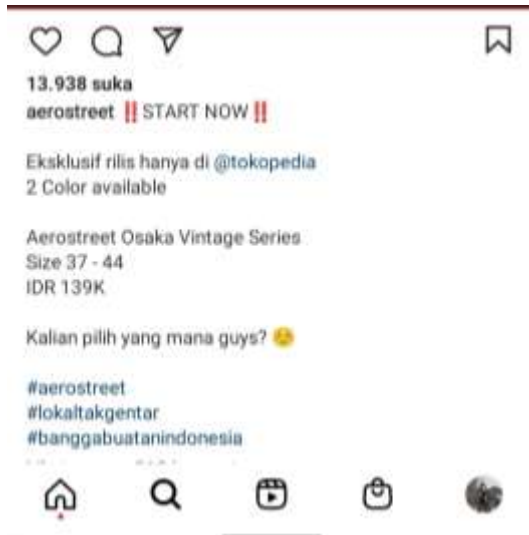 13.938 suka
aerostreet ‼️START NOW‼️
Eksklusif rilis hanya di @tokopedia
2 Color available
Aerostreet Osaka Vintage Series
Size 37 - 44
IDR 139K
Kalian pilih yang mana guys? ☺️
#aerostreet
#lokaltakgentar
#banggabuatanindonesia